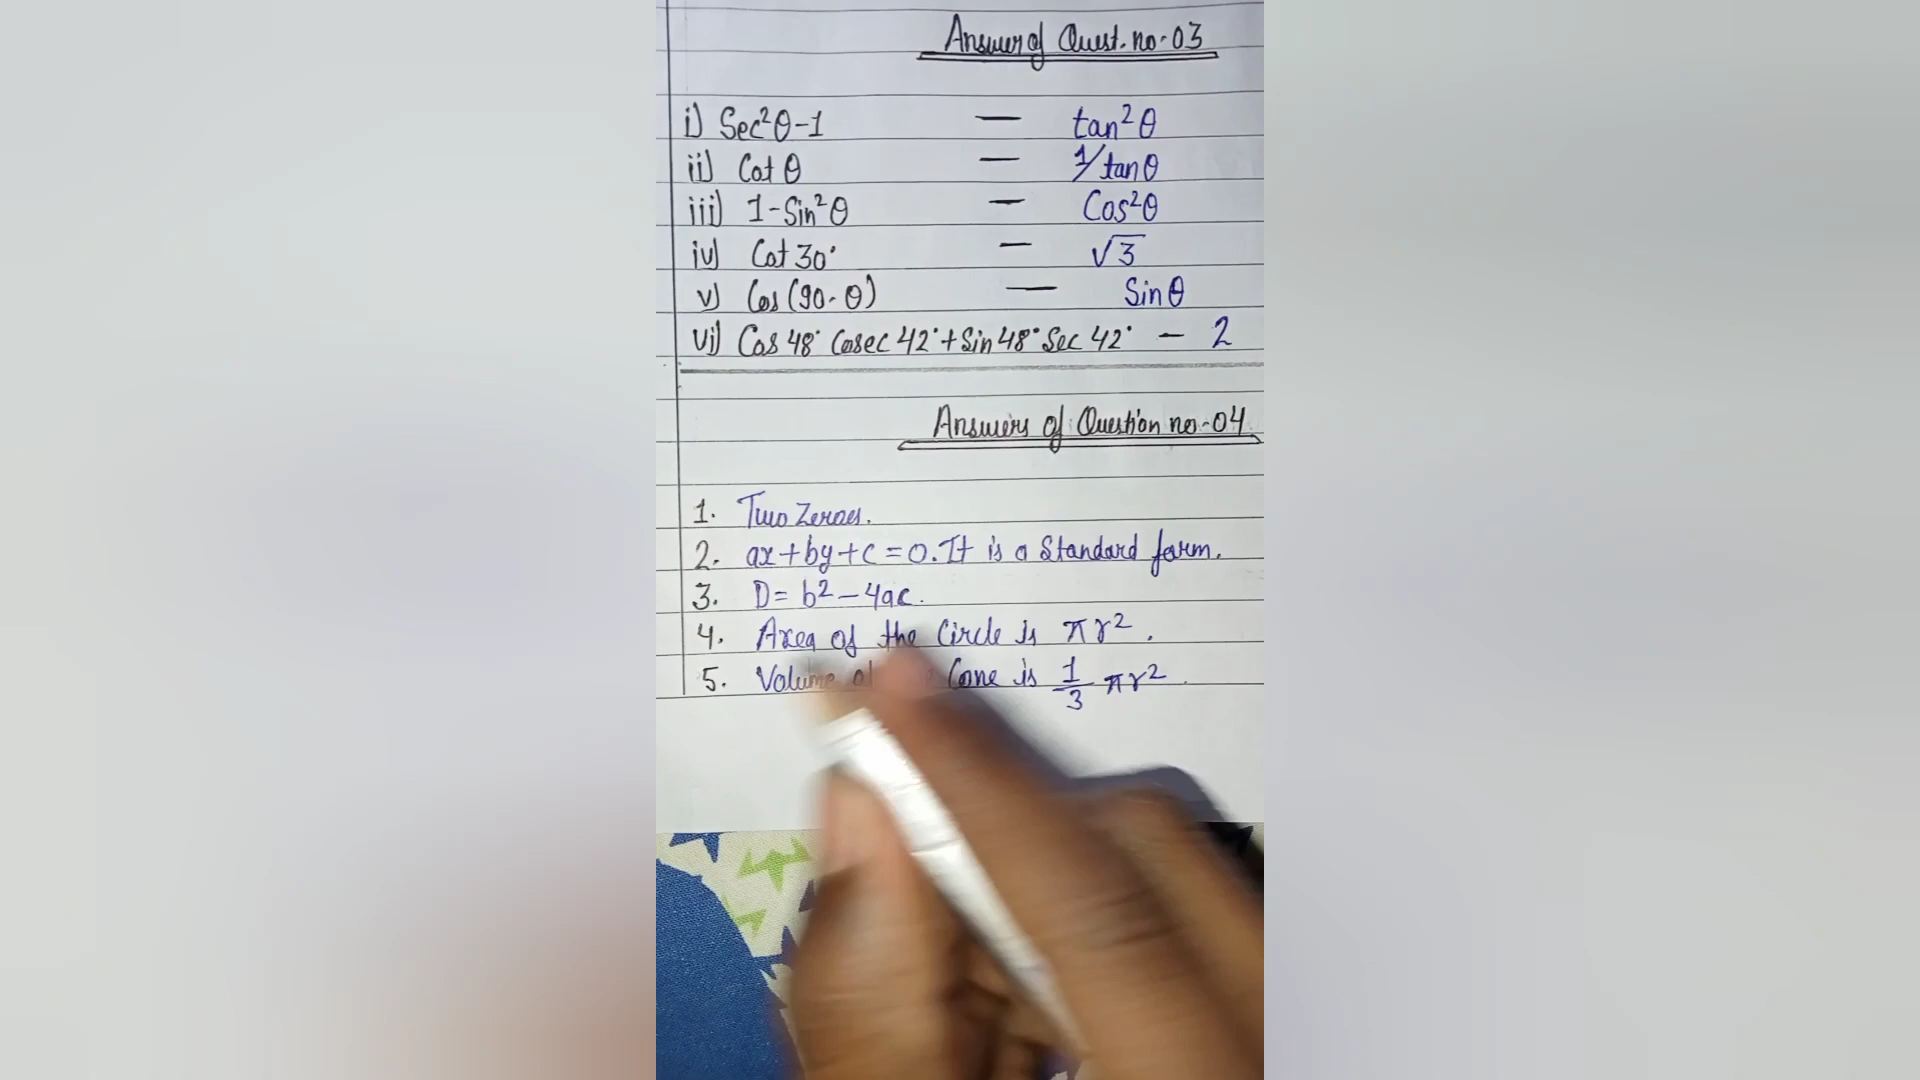 Answer of Quest. no-03
i) Sec²θ-1 — tan²θ
ii) Cot θ — 1/tanθ
iii) 1-Sin²θ — Cos²θ
iv) Cot 30° — √3
v) Cos (90-θ) — Sinθ
vi) Cos 48° Cosec 42° + Sin 48° Sec 42° — 2
Answers of Question no-04
1. Two Zeroes.
2. ax+by+c=0. It is a Standard form.
3. D= b²-4ac.
4. Area of the Circle is πr².
5. Volume Cone is 1/3 πr².